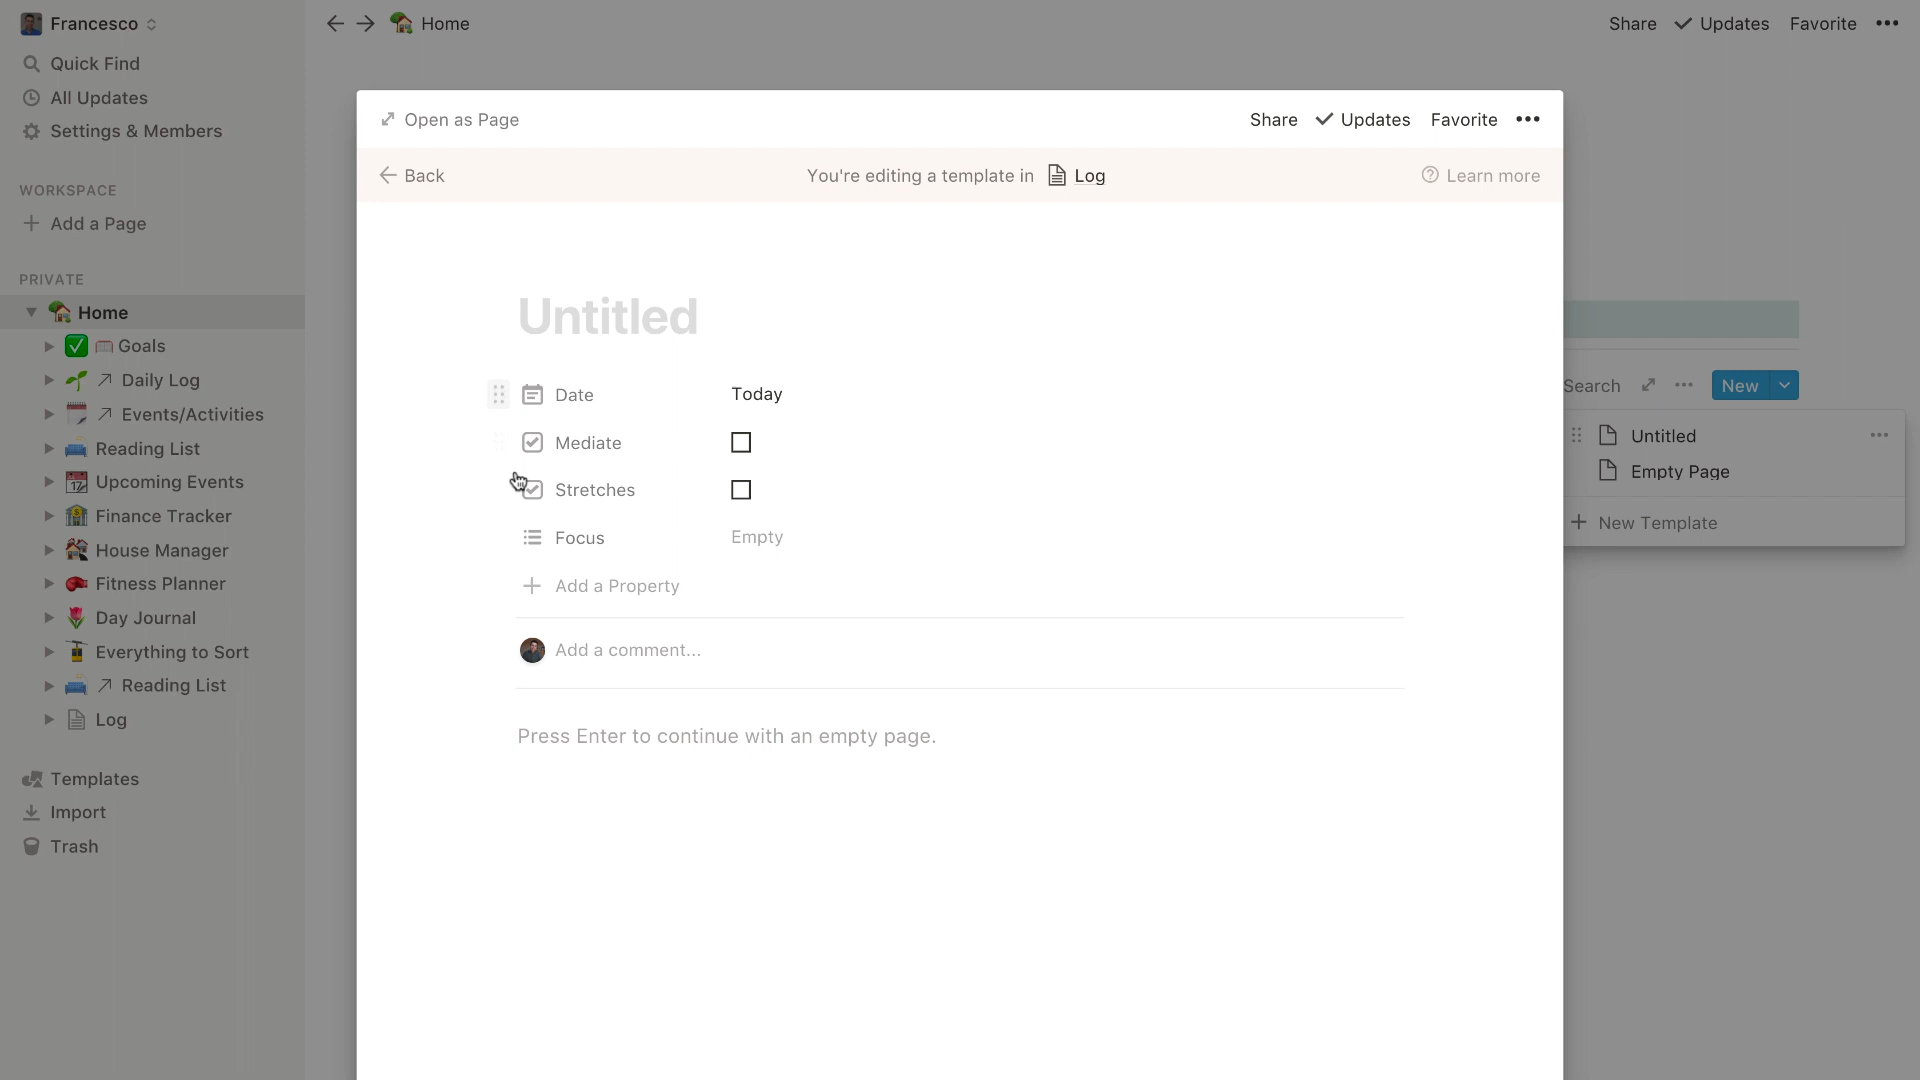 Francesco
Quick Find
All Updates
Settings & Members
WORKSPACE
Add a Page
PRIVATE
Home
Goals
Daily Log
Events/Activities
Reading List
Upcoming Events
Finance Tracker
House Manager
Fitness Planner
Day Journal
Everything to Sort
Reading List
Log
Templates
Import
Trash
Home
Share Updates Favorite
Open as Page
Share Updates Favorite
Back
You're editing a template in Log
Learn more
Untitled
Date Today
Mediate
Stretches
Focus Empty
Add a Property
Add a comment...
Press Enter to continue with an empty page.
Search
New
Untitled
Empty Page
New Template